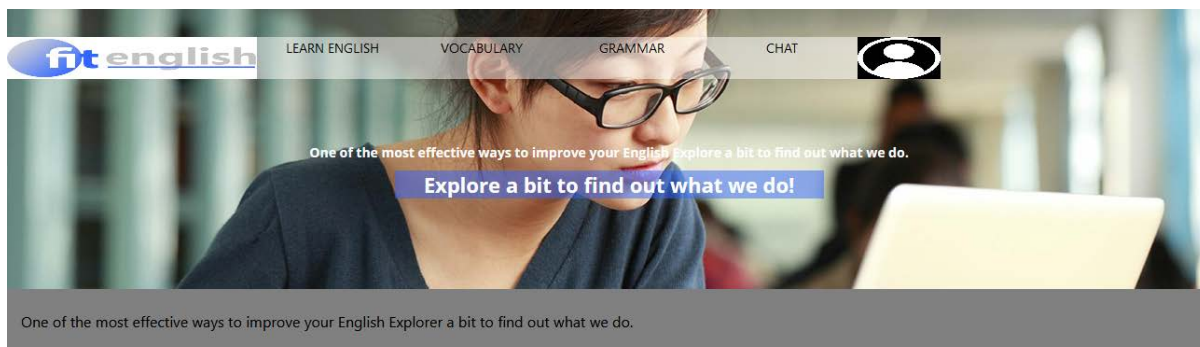 fit english
LEARN ENGLISH VOCABULARY GRAMMAR CHAT
One of the most effective ways to improve your English Explore a bit to find out what we do.
Explore a bit to find out what we do!
One of the most effective ways to improve your English Explorer a bit to find out what we do.